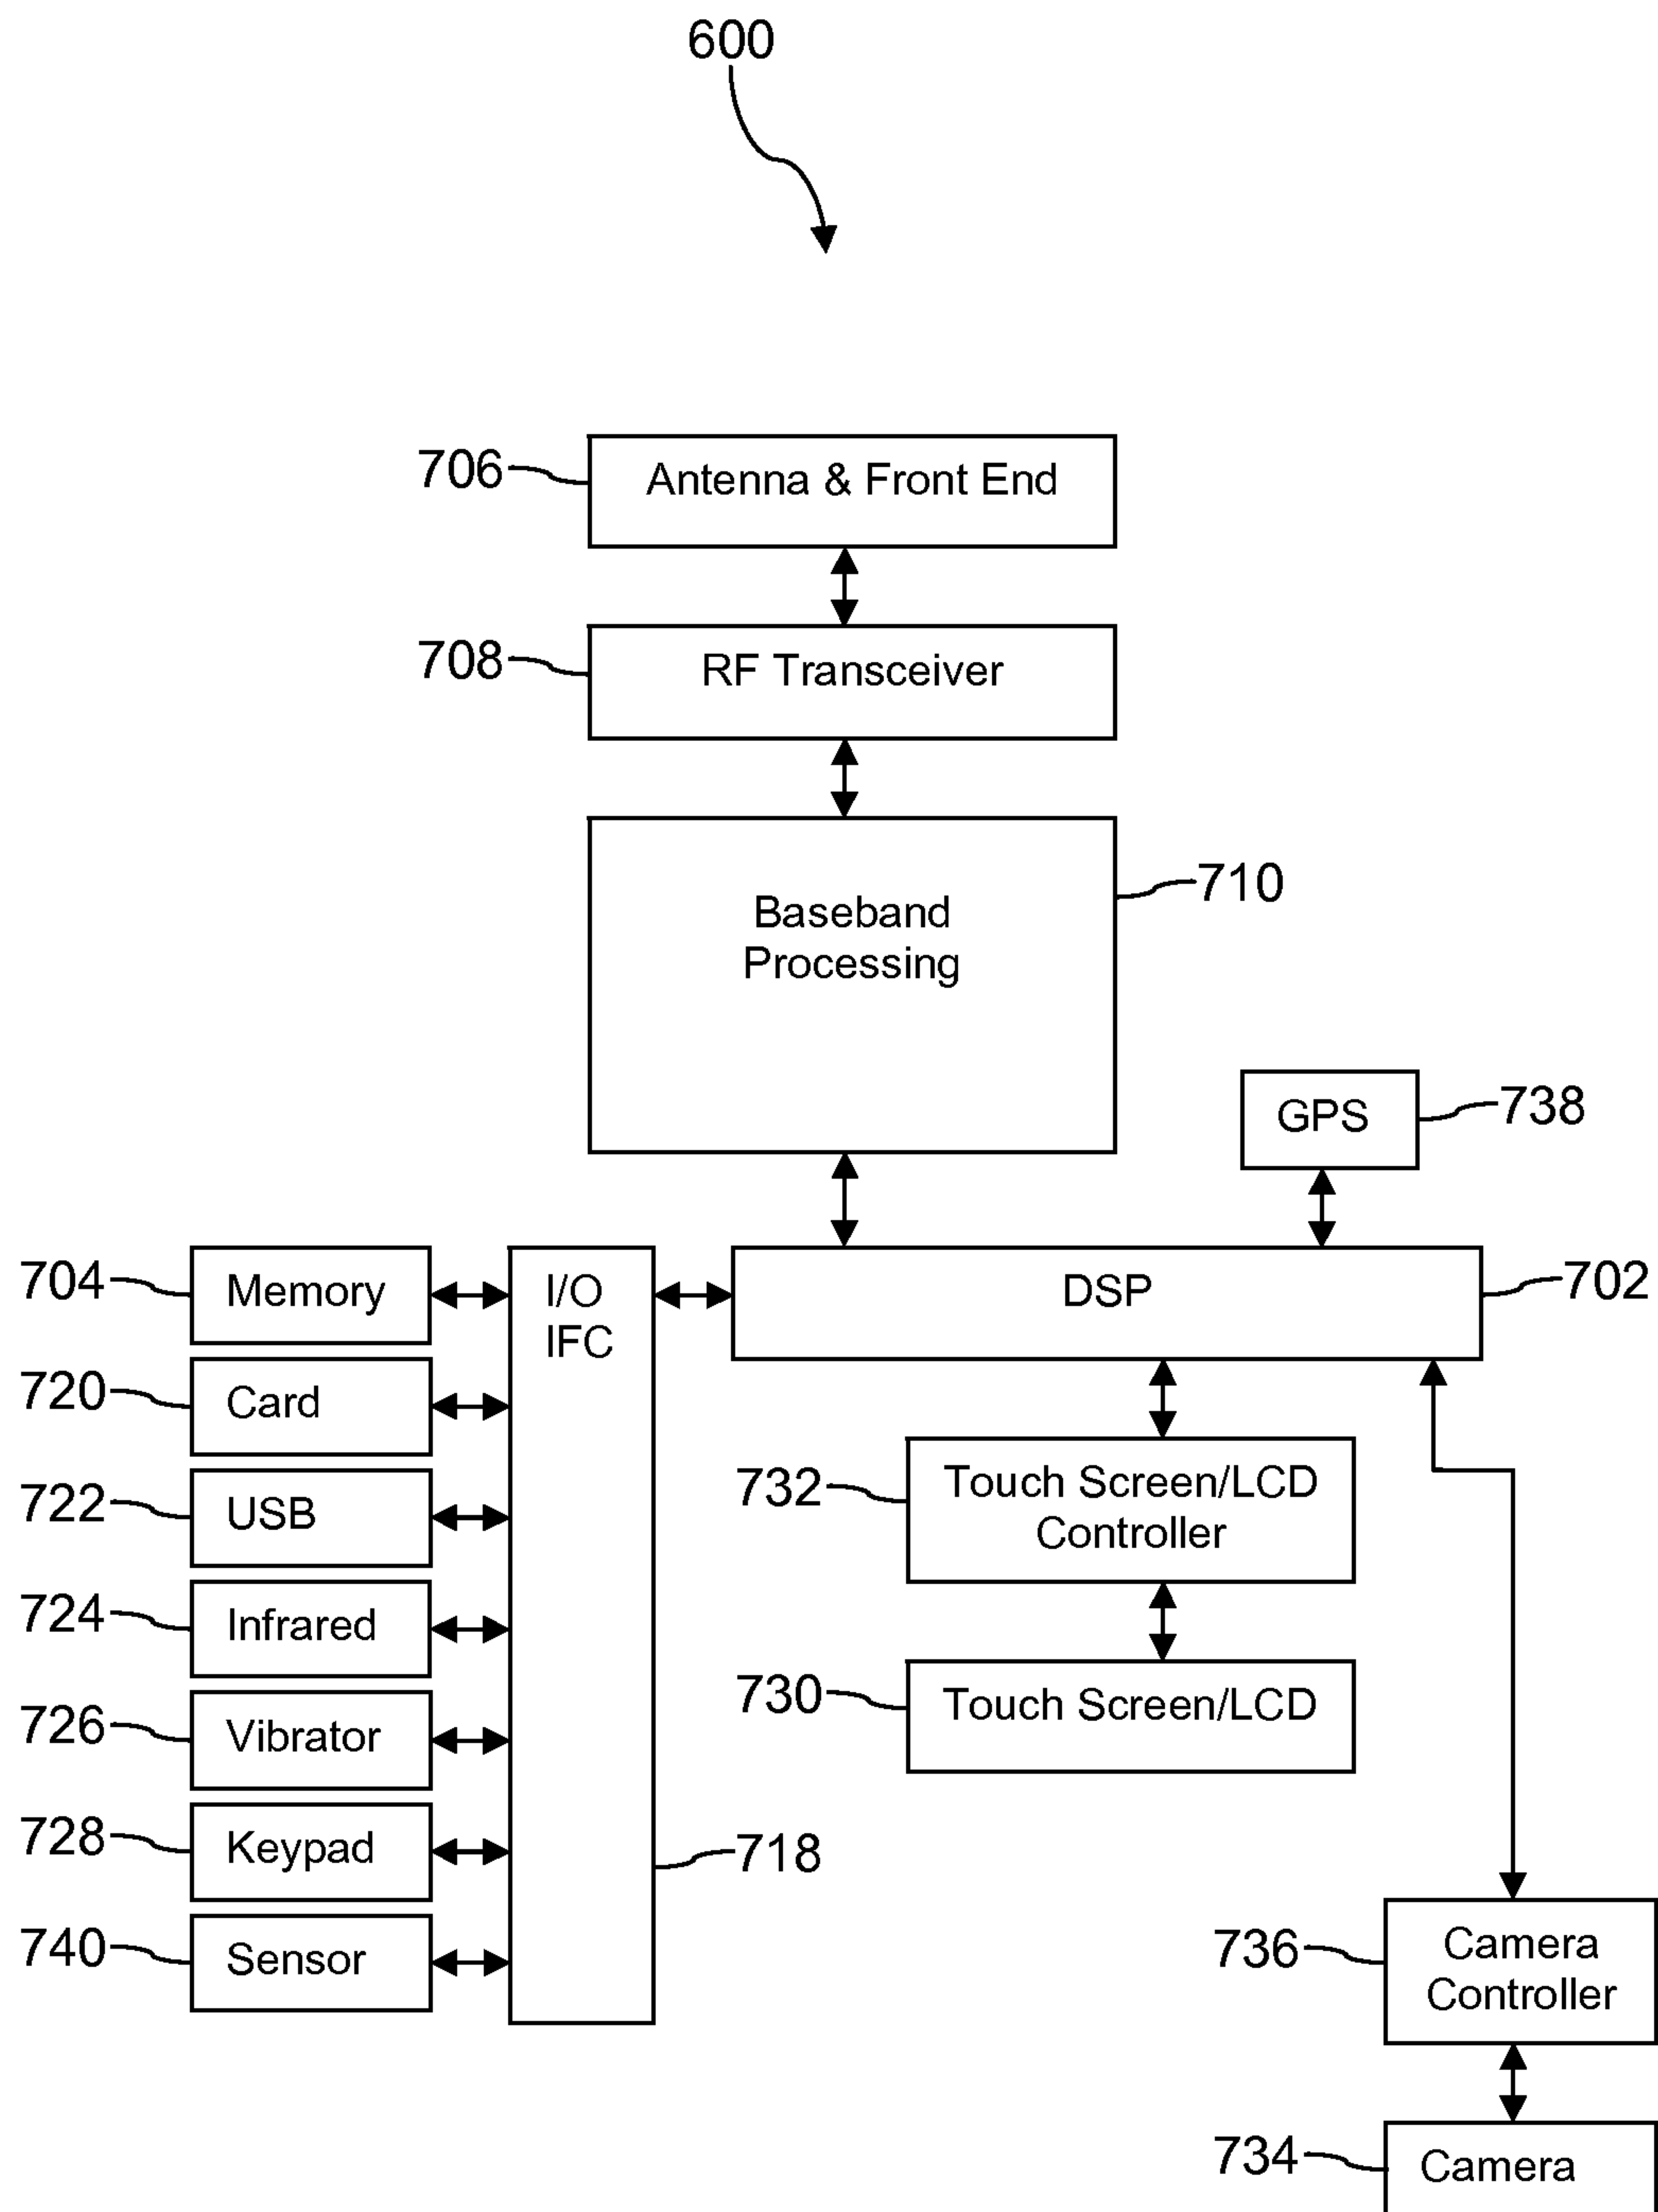 600
706
Antenna & Front End
708
RF Transceiver
Baseband
Processing
710
GPS
738
704
Memory
I/O
IFC
DSP
702
720
Card
722
USB
732
Touch Screen/LCD
Controller
724
Infrared
730
Touch Screen/LCD
726
Vibrator
728
Keypad
718
740
Sensor
736
Camera
Controller
734
Camera